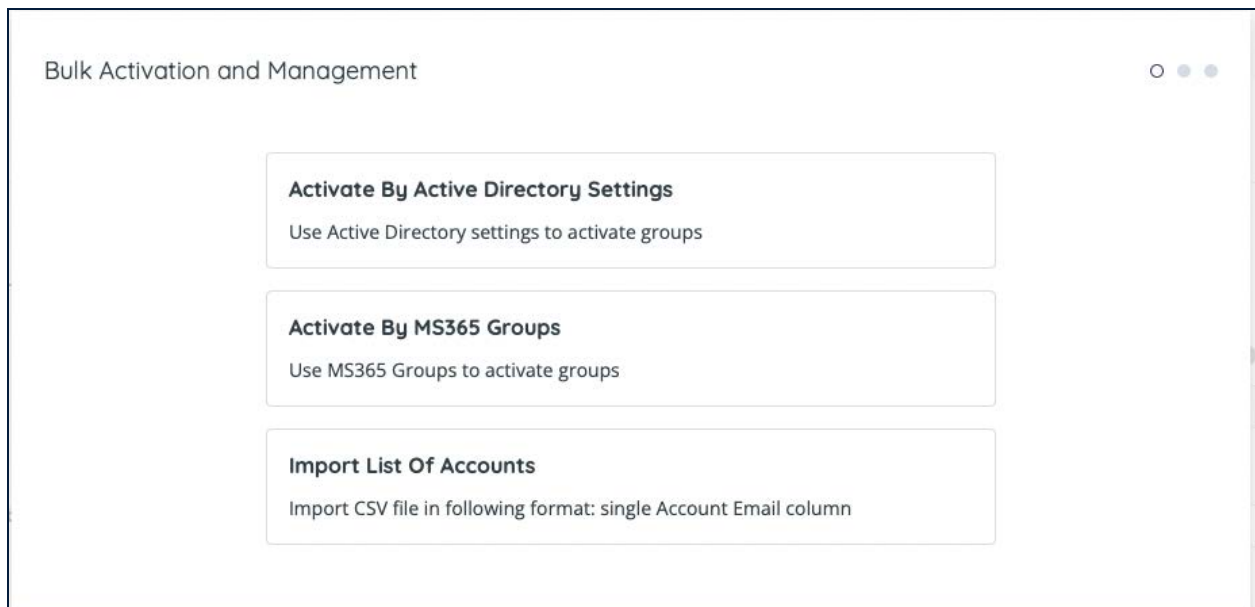 Bulk Activation and Management
Activate By Active Directory Settings
Use Active Directory settings to activate groups
Activate By MS365 Groups
Use MS365 Groups to activate groups
Import List Of Accounts
Import CSV file in following format: single Account Email column